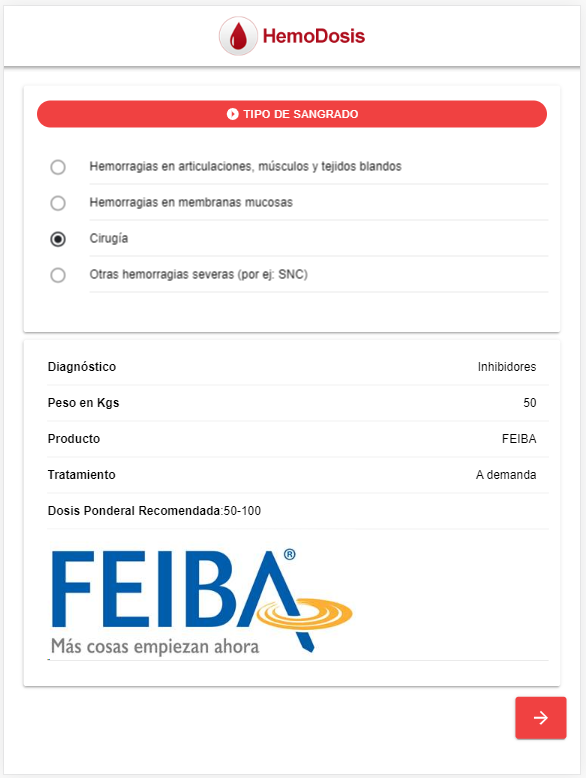 HemoDosis
TIPO DE SANGRADO
Hemorragias en articulaciones, músculos y tejidos blandos
Hemorragias en membranas mucosas
Cirugía
Otras hemorragias severas (por ej: SNC)
Diagnóstico Inhibidores
Peso en Kgs 50
Producto FEIBA
Tratamiento A demanda
Dosis Ponderal Recomendada:50-100
FEIBA®
Más cosas empiezan ahora